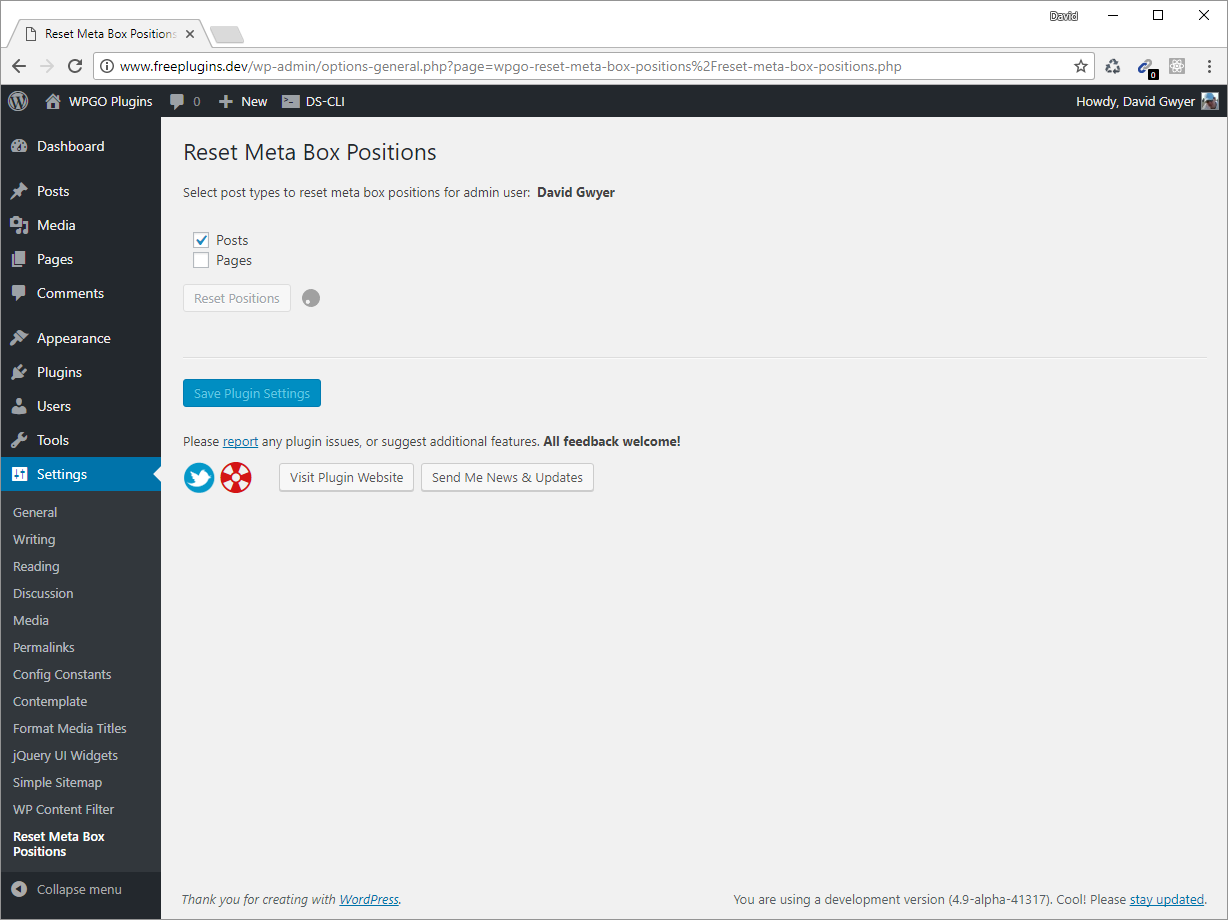 David
Reset Meta Box Positions
www.freeplugins.dev/wp-admin/options-general.php?page=wpgo-reset-meta-box-positions%2Freset-meta-box-positions.php
0
WPGO Plugins
0
New
DS-CLI
Howdy, David Gwyer
Dashboard
Posts
Media
Pages
Comments
Appearance
Plugins
Users
Tools
Settings
General
Writing
Reading
Discussion
Media
Permalinks
Config Constants
Contemplate
Format Media Titles
jQuery UI Widgets
Simple Sitemap
WP Content Filter
Reset Meta Box
Positions
Collapse menu
Reset Meta Box Positions
Select post types to reset meta box positions for admin user: David Gwyer
Posts
Pages
Reset Positions
Save Plugin Settings
Please report any plugin issues, or suggest additional features. All feedback welcome!
Visit Plugin Website
Send Me News & Updates
Thank you for creating with WordPress.
You are using a development version (4.9-alpha-41317). Cool! Please stay updated.